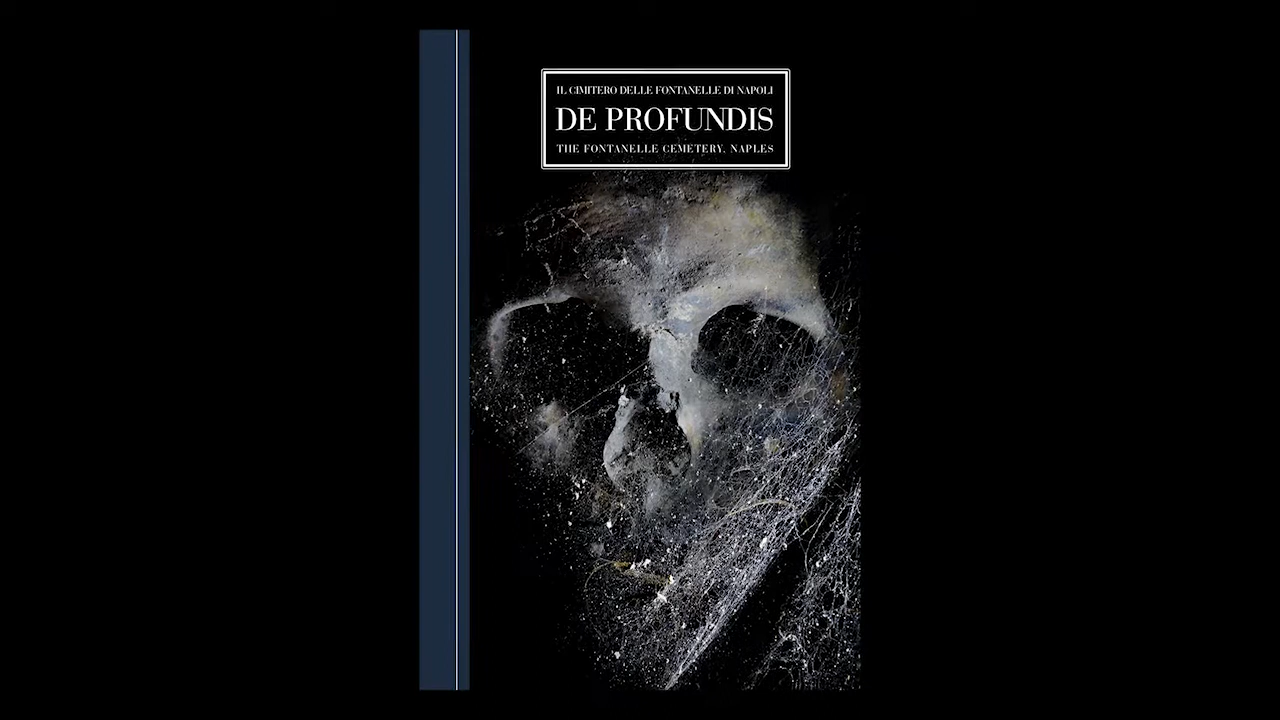 IL CIMITERO DELLE FONTANELLE DI NAPOLI
DE PROFUNDIS
THE FONTANELLE CEMETERY, NAPLES